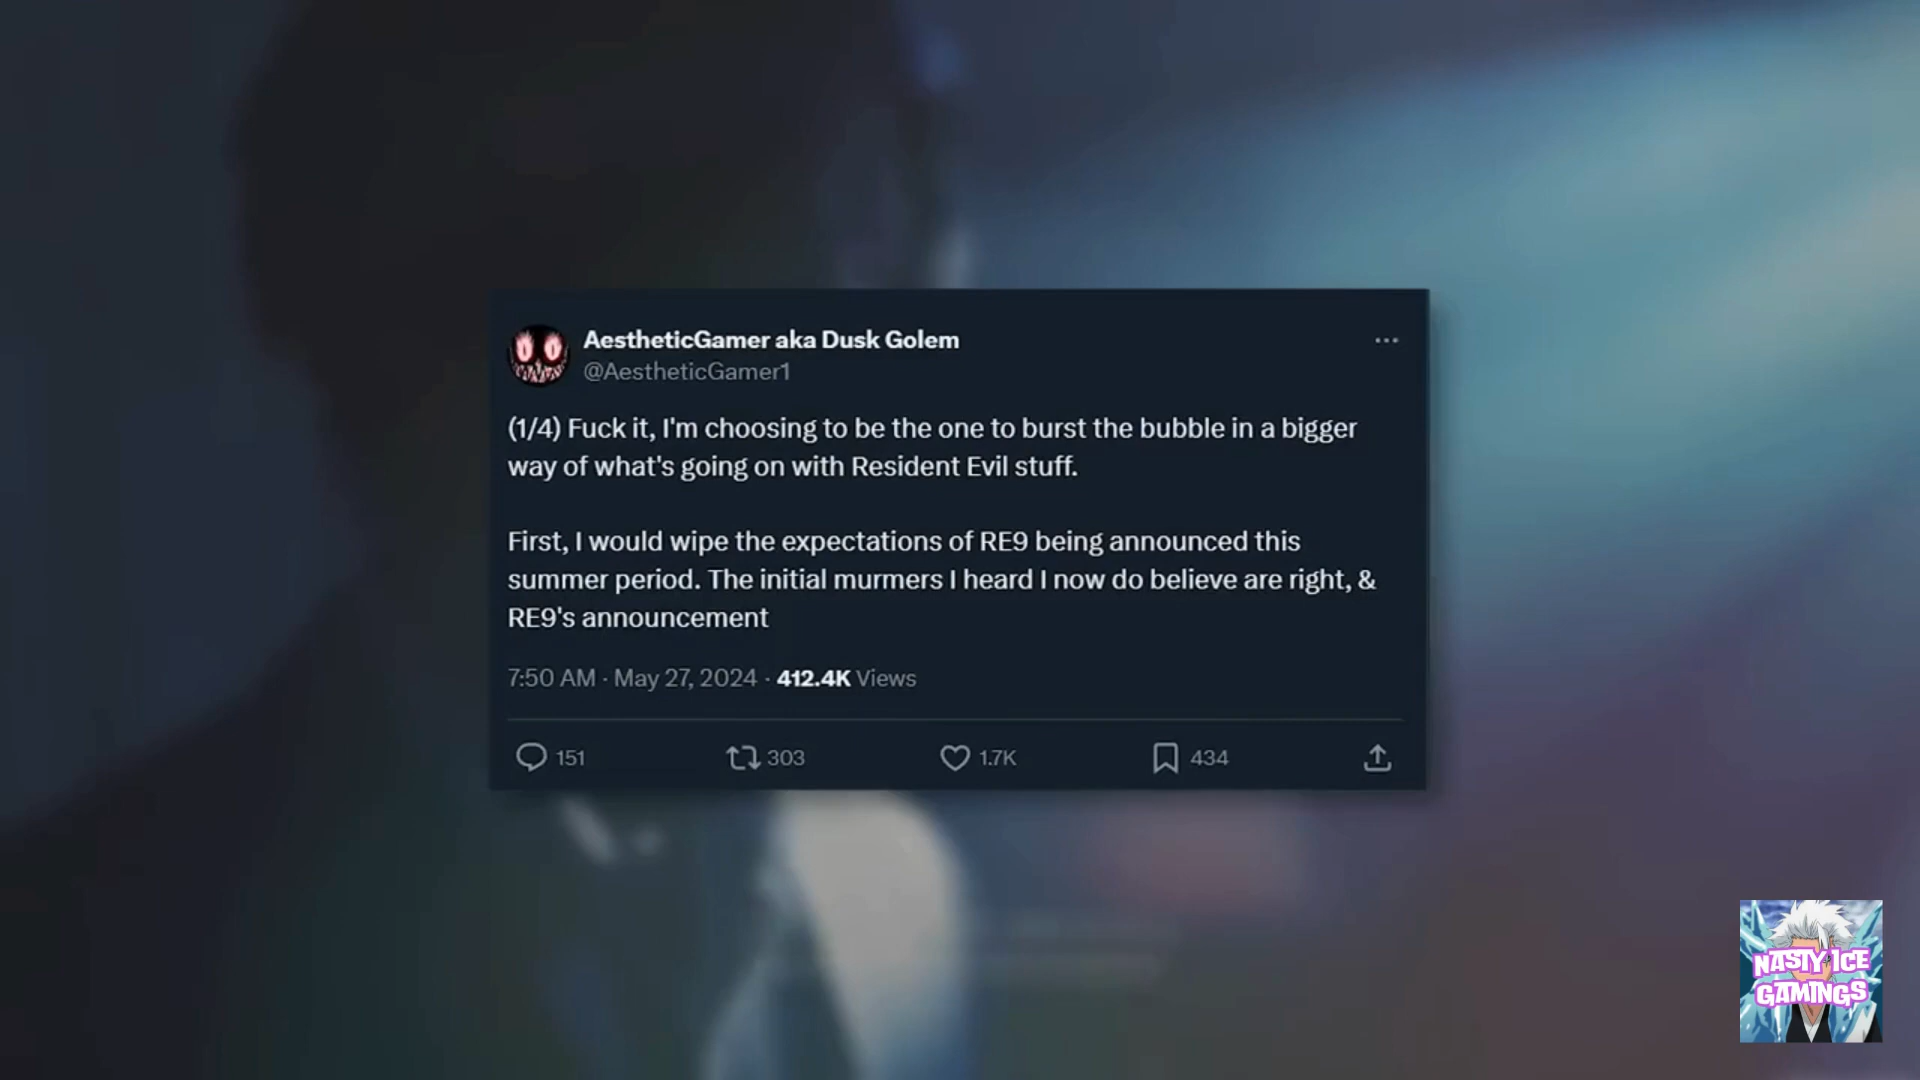 AestheticGamer aka Dusk Golem
@AestheticGamer1
(1/4) Fuck it, I'm choosing to be the one to burst the bubble in a bigger
way of what's going on with Resident Evil stuff.
First, I would wipe the expectations of RE9 being announced this
summer period. The initial murmers I heard I now do believe are right, &
RE9's announcement
7:50 AM · May 27, 2024 · 412.4K Views
151 303 1.7K 434
NASTY ICE
GAMINGS